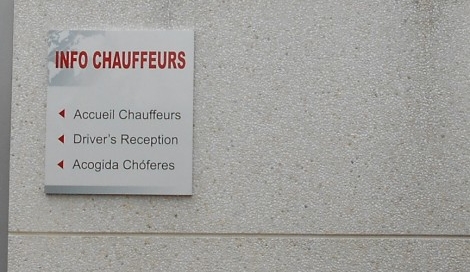 INFO CHAUFFEURS
Accueil Chauffeurs
Driver's Reception
Acogida Chóferes